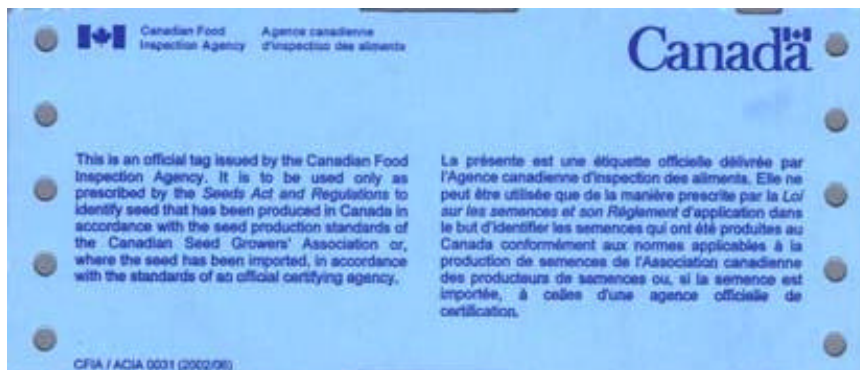 Canadian Food
Inspection Agency
Agence canadienne
d'inspection des aliments
Canada
This is an official tag issued by the Canadian Food
Inspection Agency. It is to be used only as
prescribed by the Seeds Act and Regulations to
identify seed that has been produced in Canada in
accordance with the seed production standards of
the Canadian Seed Growers' Association or,
where the seed has been imported, in accordance
with the standards of an official certifying agency.
La présente est une étiquette officielle délivrée par
l'Agence canadienne d'inspection des aliments. Elle ne
peut être utilisée que de la manière prescrite par la Loi
sur les semences et son Règlement d'application dans
le but d'identifier les semences qui ont été produites au
Canada conformément aux normes applicables à la
production de semences de l'Association canadienne
des producteurs de semences ou, si la semence est
importée, à celles d'une agence officielle de
certification.
CFIA / ACIA 0031 (2002/06)